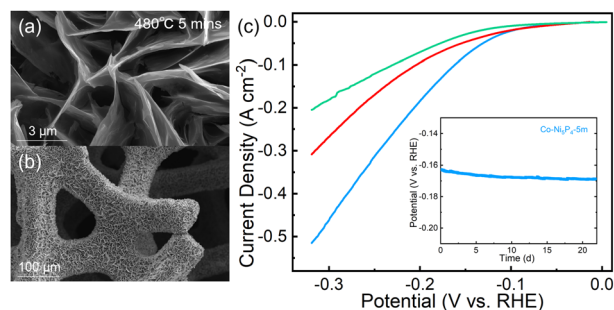 (a)
480°C 5 mins
3 μm
(b)
100 μm
(c)
Current Density (A cm⁻²)
0.0
-0.1
-0.2
-0.3
-0.4
-0.5
-0.3
-0.2
-0.1
0.0
Potential (V vs. RHE)
Co-Ni₅P₄-5m
Potential (V vs. RHE)
-0.14
-0.16
-0.18
-0.20
0
5
10
15
20
Time (d)